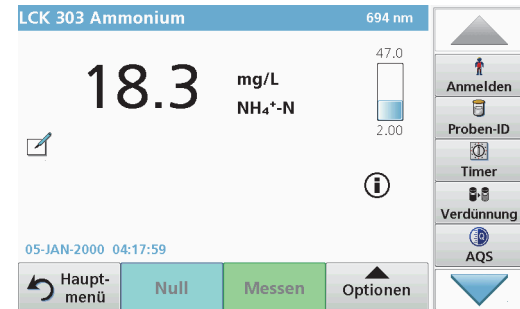 LCK 303 Ammonium 694 nm
47.0
18.3 mg/L
NH₄⁺-N
2.00
05-JAN-2000 04:17:59
Haupt-
menü
Null
Messen
Optionen
Anmelden
Proben-ID
Timer
Verdünnung
AQS